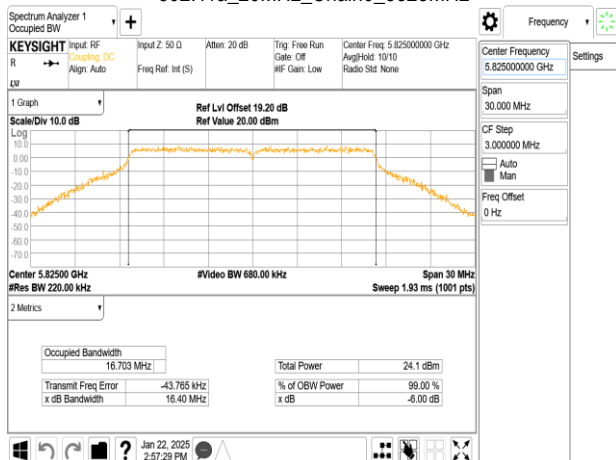 802.11a_20MHz_Chain0_5825MHz
Spectrum Analyzer 1
Occupied BW
Frequency
KEYSIGHT
R
LXI
Input: RF
Coupling: DC
Align: Auto
Input Z: 50 Ω
Freq Ref: Int (S)
Atten: 20 dB
Trig: Free Run
Gate: Off
#IF Gain: Low
Center Freq: 5.825000000 GHz
Avg|Hold: 10/10
Radio Std: None
Center Frequency
5.825000000 GHz
Settings
Span
30.000 MHz
CF Step
3.000000 MHz
Auto
Man
Freq Offset
0 Hz
1 Graph
Scale/Div 10.0 dB
Ref Lvl Offset 19.20 dB
Ref Value 20.00 dBm
Log
10.0
0.00
-10.0
-20.0
-30.0
-40.0
-50.0
-60.0
-70.0
Center 5.82500 GHz
#Video BW 680.00 kHz
Span 30 MHz
#Res BW 220.00 kHz
Sweep 1.93 ms (1001 pts)
2 Metrics
Occupied Bandwidth
16.703 MHz
Total Power 24.1 dBm
Transmit Freq Error -43.765 kHz
% of OBW Power 99.00 %
x dB Bandwidth 16.40 MHz
x dB -6.00 dB
?
Jan 22, 2025
2:57:29 PM